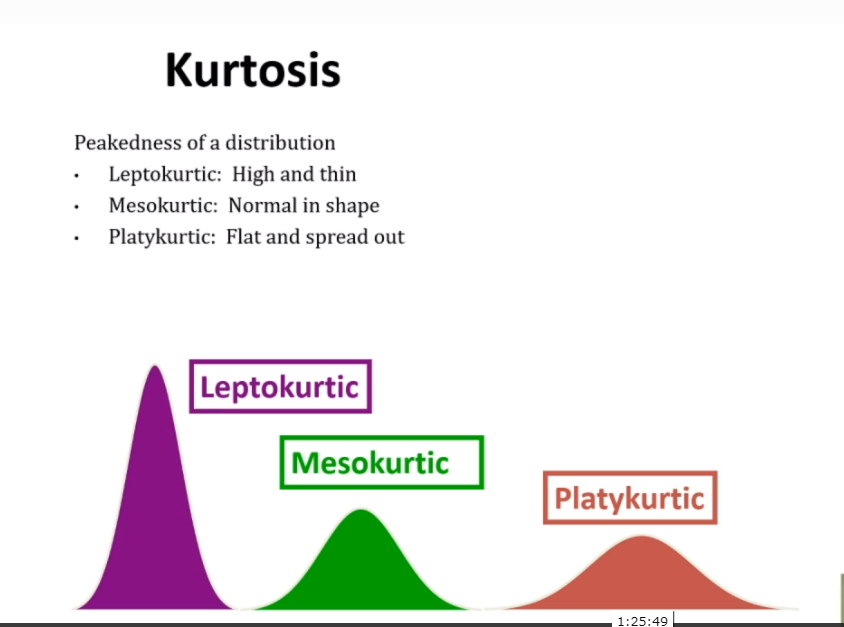 Kurtosis
Peakedness of a distribution
• Leptokurtic: High and thin
• Mesokurtic: Normal in shape
• Platykurtic: Flat and spread out
Leptokurtic
Mesokurtic
Platykurtic
1:25:49